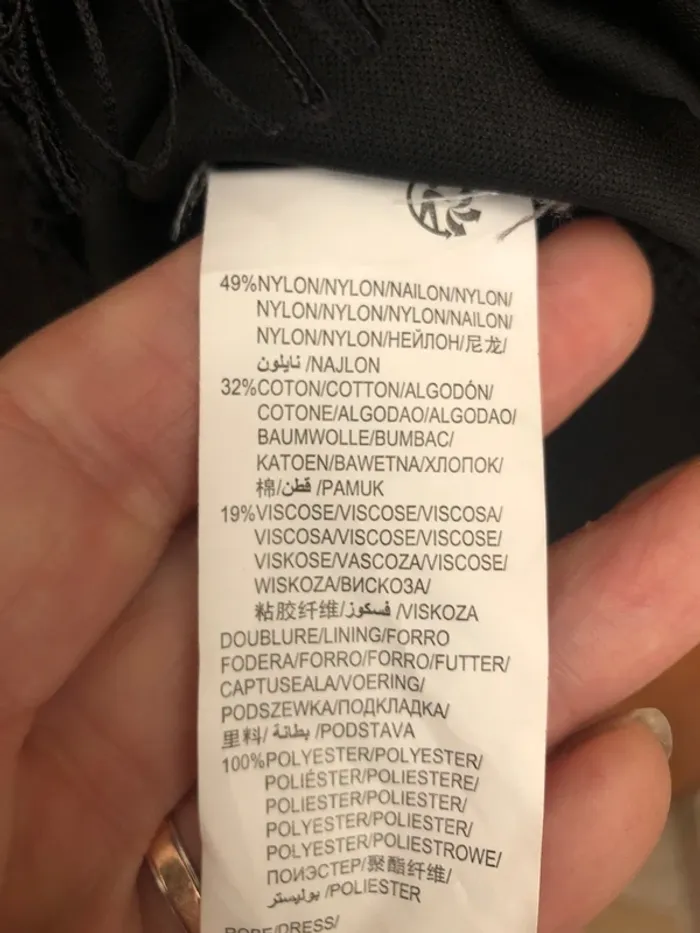 49%NYLON/NYLON/NAILON/NYLON/
NYLON/NYLON/NYLON/NAILON/
NYLON/NYLON/НЕЙЛОН/尼龙/
نايلون /NAJLON
32%COTON/COTTON/ALGODÓN/
COTONE/ALGODAO/ALGODAO/
BAUMWOLLE/BUMBAC/
KATOEN/BAWETNA/ХЛОПОК/
棉/قطن /PAMUK
19%VISCOSE/VISCOSE/VISCOSA/
VISCOSA/VISCOSE/VISCOSE/
VISKOSE/VASCOZA/VISCOSE/
WISKOZA/ВИСКОЗА/
粘胶纤维/فسكوز /VISKOZA
DOUBLURE/LINING/FORRO
FODERA/FORRO/FORRO/FUTTER/
CAPTUSEALA/VOERING/
PODSZEWKA/ПОДКЛАДКА/
里料/ بطانة /PODSTAVA
100%POLYESTER/POLYESTER/
POLIÉSTER/POLIESTERE/
POLIESTER/POLIESTER/
POLYESTER/POLIESTER/
POLYESTER/POLIESTROWE/
ПОИЭСТЕР/聚酯纤维/
بوليستر /POLIESTER
ROBE/DRESS/